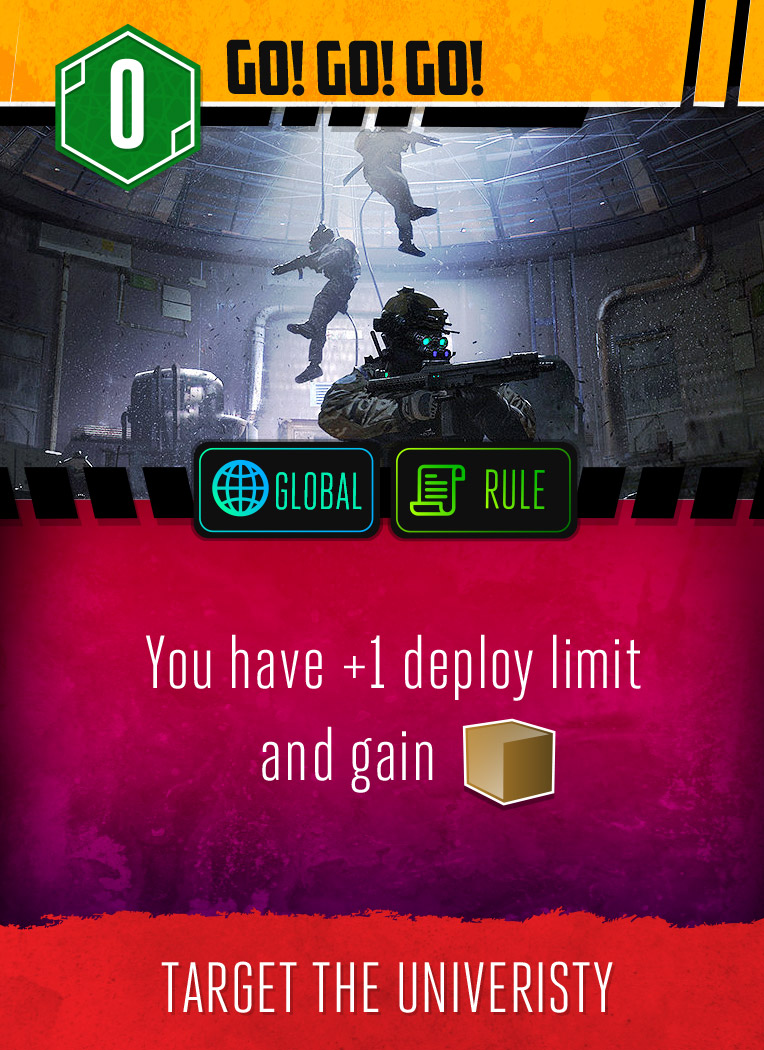 GO! GO! GO!
0
GLOBAL
RULE
You have +1 deploy limit
and gain
TARGET THE UNIVERISTY